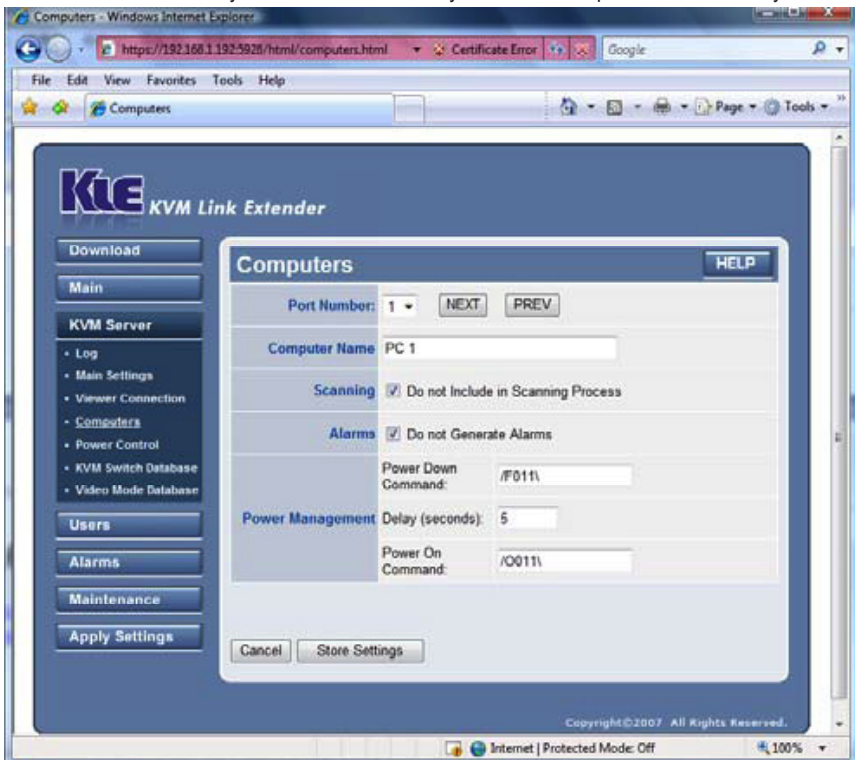 Computers - Windows Internet Explorer
https://192.168.1.192:5928/html/computers.html Certificate Error Google
File Edit View Favorites Tools Help
Computers Page Tools
KLE KVM Link Extender
Download
Main
KVM Server
Log
Main Settings
Viewer Connection
Computers
Power Control
KVM Switch Database
Video Mode Database
Users
Alarms
Maintenance
Apply Settings
Computers HELP
Port Number: 1 NEXT PREV
Computer Name PC 1
Scanning Do not Include in Scanning Process
Alarms Do not Generate Alarms
Power Management
Power Down Command: /F011\
Delay (seconds): 5
Power On Command: /O011\
Cancel Store Settings
Copyright©2007 All Rights Reserved.
Internet | Protected Mode: Off 100%